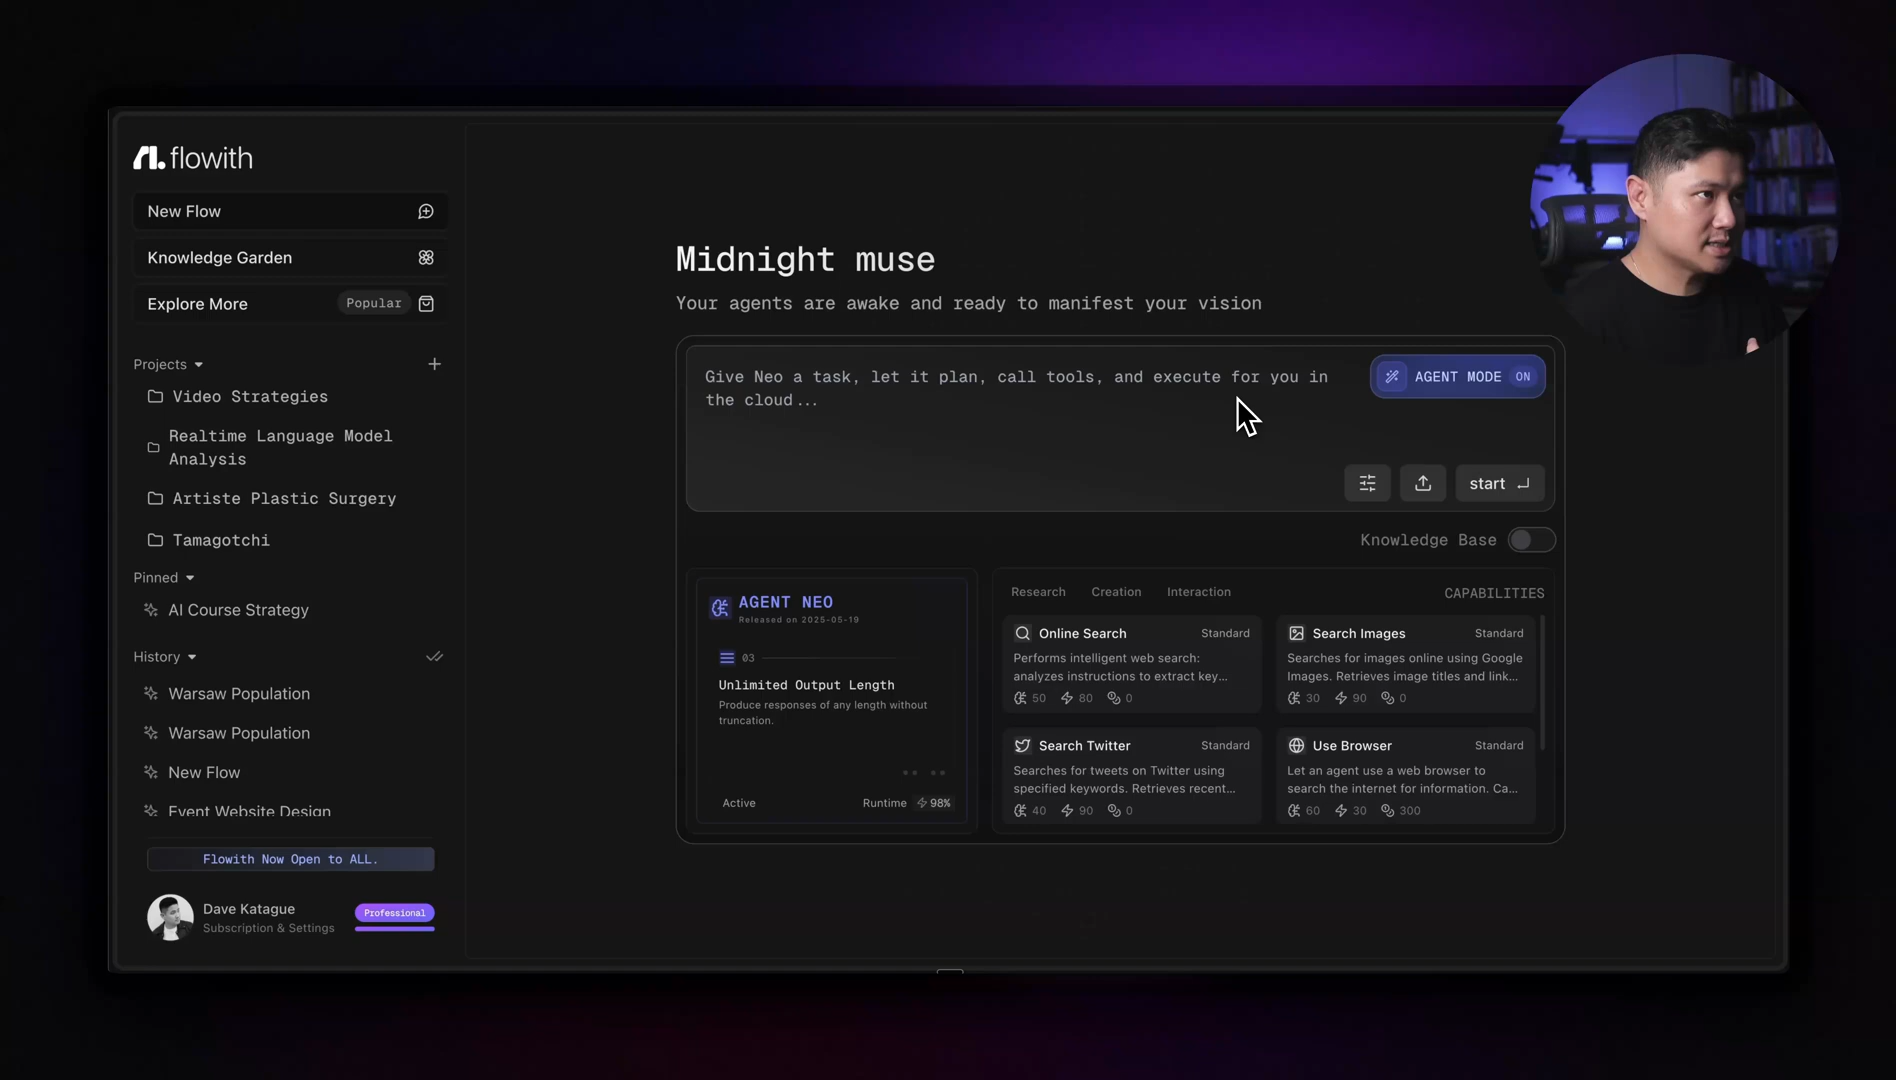 flowith
New Flow
Knowledge Garden
Explore More Popular
Projects
Video Strategies
Realtime Language Model
Analysis
Artiste Plastic Surgery
Tamagotchi
Pinned
AI Course Strategy
History
Warsaw Population
Warsaw Population
New Flow
Event Website Design
Flowith Now Open to ALL.
Dave Katague
Subscription & Settings
Professional
Midnight muse
Your agents are awake and ready to manifest your vision
Give Neo a task, let it plan, call tools, and execute for you in
the cloud...
AGENT MODE ON
start
Knowledge Base
AGENT NEO
Released on 2025-05-19
03
Unlimited Output Length
Produce responses of any length without
truncation.
Active Runtime 98%
Research Creation Interaction CAPABILITIES
Online Search Standard
Performs intelligent web search:
analyzes instructions to extract key...
50 80 0
Search Images Standard
Searches for images online using Google
Images. Retrieves image titles and link...
30 90 0
Search Twitter Standard
Searches for tweets on Twitter using
specified keywords. Retrieves recent...
40 90 0
Use Browser Standard
Let an agent use a web browser to
search the internet for information. Ca...
60 30 300